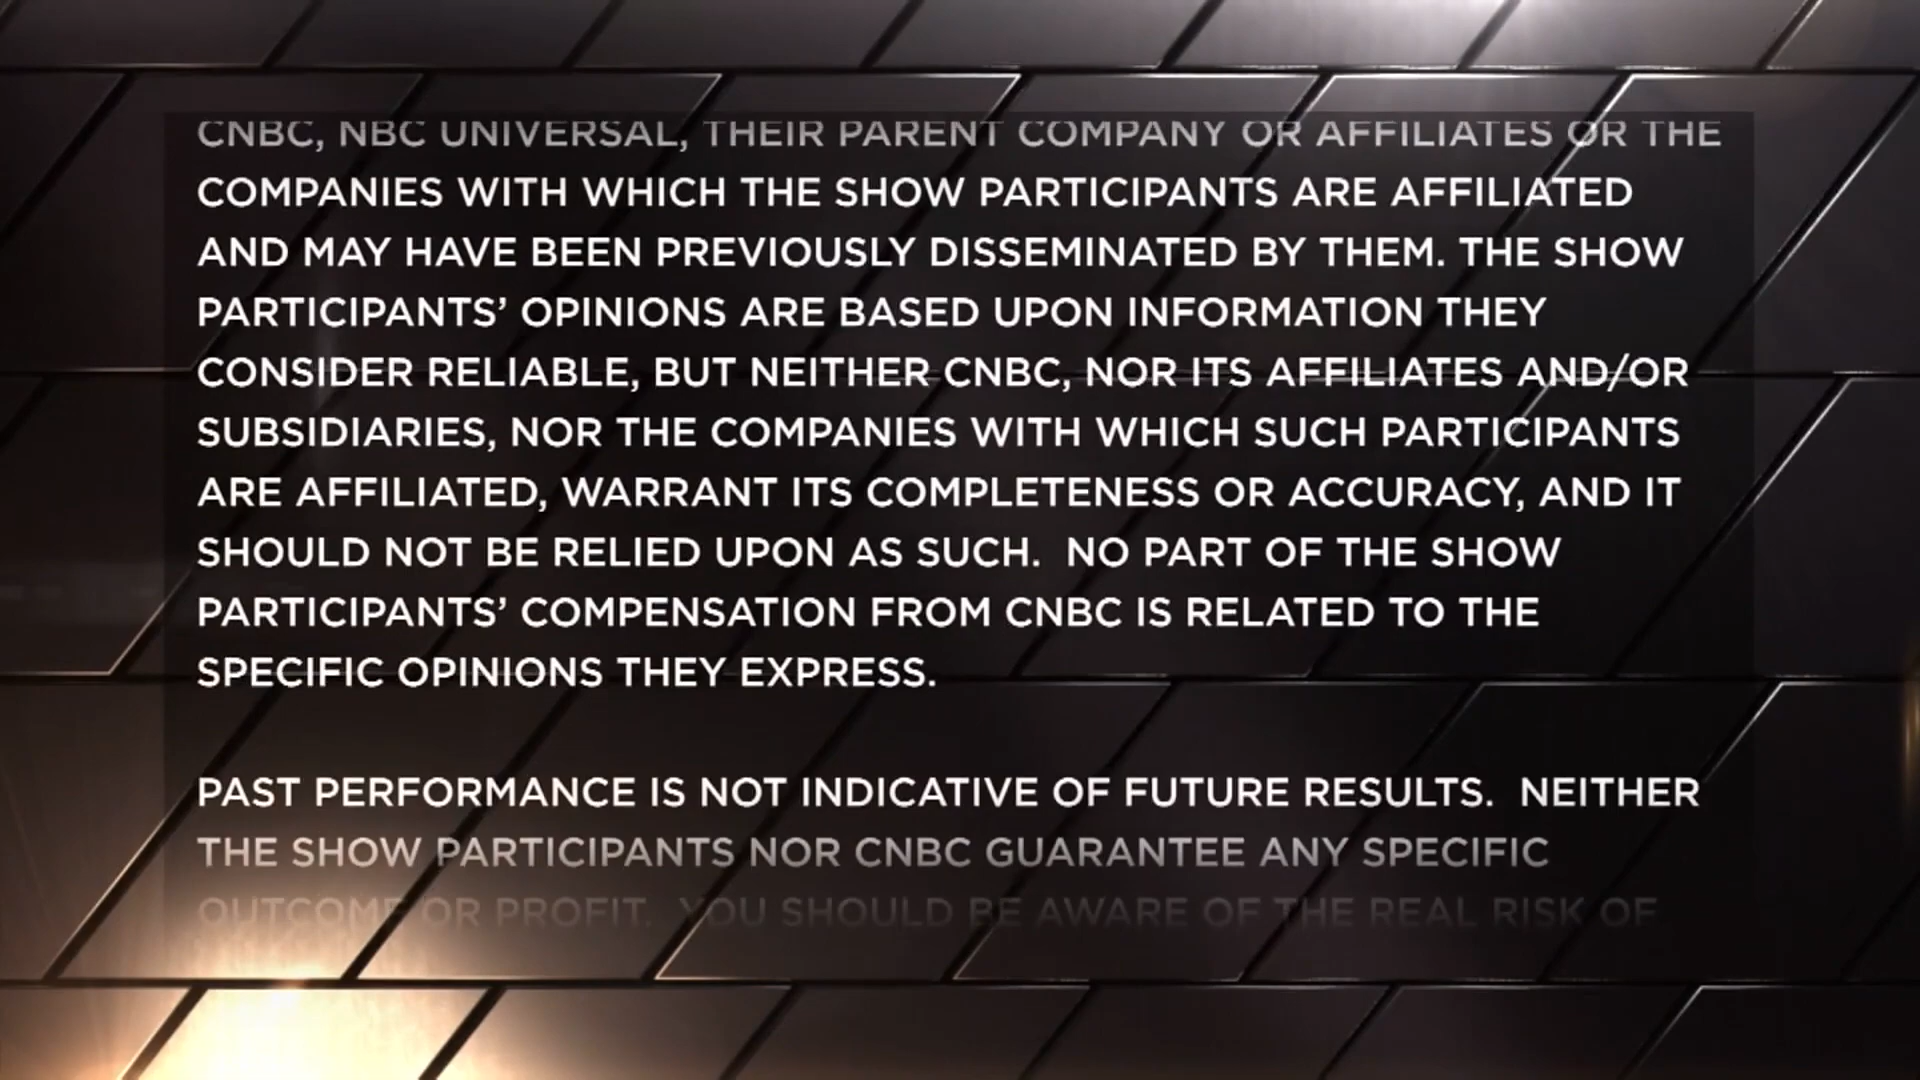 CNBC, NBC UNIVERSAL, THEIR PARENT COMPANY OR AFFILIATES OR THE
COMPANIES WITH WHICH THE SHOW PARTICIPANTS ARE AFFILIATED
AND MAY HAVE BEEN PREVIOUSLY DISSEMINATED BY THEM. THE SHOW
PARTICIPANTS’ OPINIONS ARE BASED UPON INFORMATION THEY
CONSIDER RELIABLE, BUT NEITHER CNBC, NOR ITS AFFILIATES AND/OR
SUBSIDIARIES, NOR THE COMPANIES WITH WHICH SUCH PARTICIPANTS
ARE AFFILIATED, WARRANT ITS COMPLETENESS OR ACCURACY, AND IT
SHOULD NOT BE RELIED UPON AS SUCH.  NO PART OF THE SHOW
PARTICIPANTS’ COMPENSATION FROM CNBC IS RELATED TO THE
SPECIFIC OPINIONS THEY EXPRESS.
PAST PERFORMANCE IS NOT INDICATIVE OF FUTURE RESULTS.  NEITHER
THE SHOW PARTICIPANTS NOR CNBC GUARANTEE ANY SPECIFIC
OUTCOME OR PROFIT.  YOU SHOULD BE AWARE OF THE REAL RISK OF